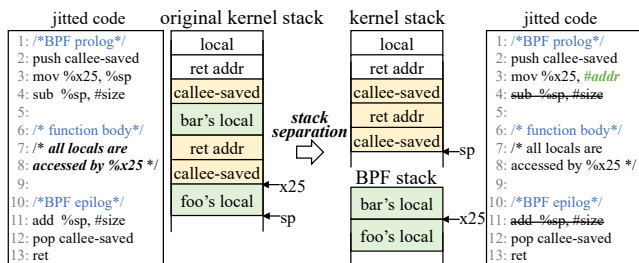 jitted code
1: /*BPF prolog*/
2: push callee-saved
3: mov %x25, %sp
4: sub %sp, #size
5:
6: /* function body*/
7: /* all locals are
8: accessed by %x25 */
9:
10: /*BPF epilog*/
11: add %sp, #size
12: pop callee-saved
13: ret
original kernel stack
local
ret addr
callee-saved
bar's local
ret addr
callee-saved
foo's local
x25
sp
stack
separation
kernel stack
local
ret addr
callee-saved
ret addr
callee-saved
sp
BPF stack
bar's local
x25
foo's local
jitted code
1: /*BPF prolog*/
2: push callee-saved
3: mov %x25, #addr
4: sub %sp, #size
5:
6: /* function body*/
7: /* all locals are
8: accessed by %x25 */
9:
10: /*BPF epilog*/
11: add %sp, #size
12: pop callee-saved
13: ret